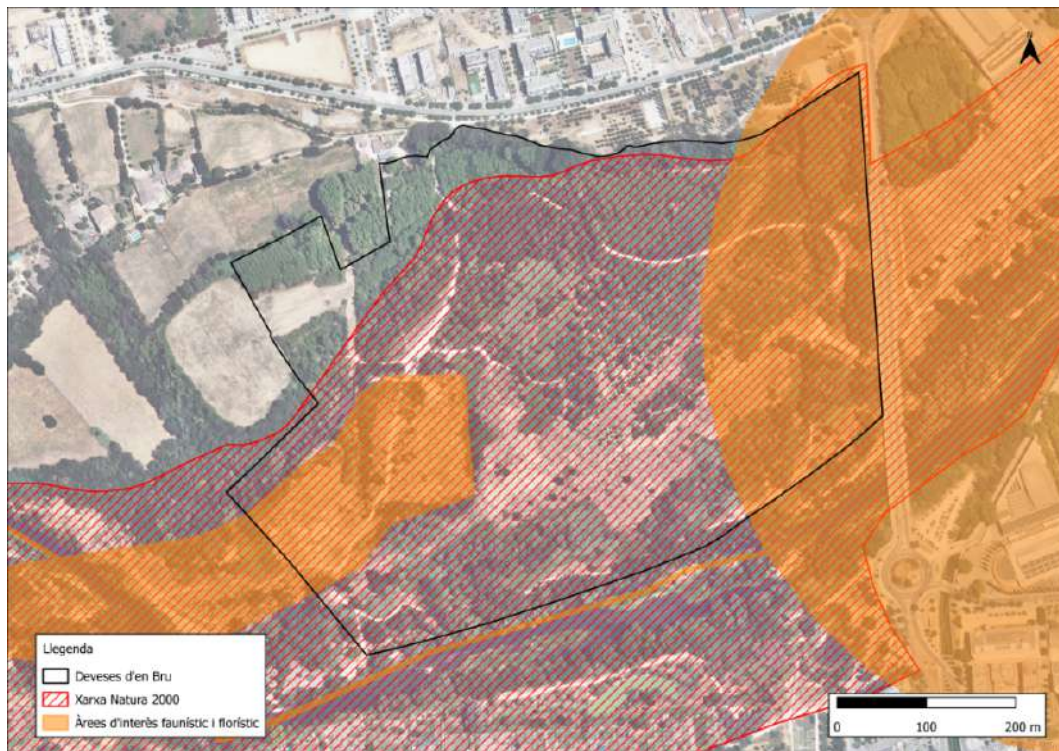 N
Llegenda
Deveses d'en Bru
Xarxa Natura 2000
Àrees d'interès faunístic i florístic
0 100 200 m